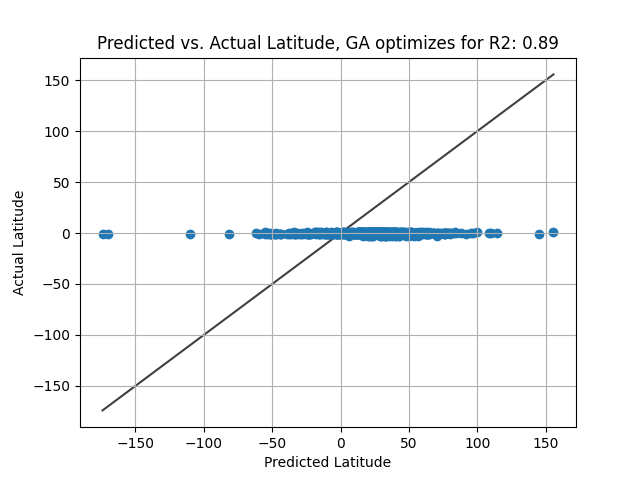 Predicted vs. Actual Latitude, GA optimizes for R2: 0.89
150
100
50
0
−50
−100
−150
Actual Latitude
−150 −100 −50 0 50 100 150
Predicted Latitude